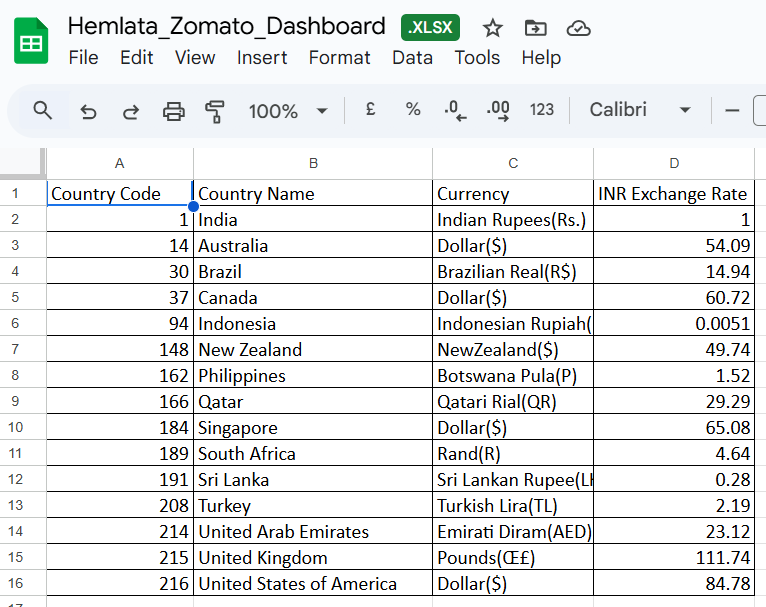 Hemlata_Zomato_Dashboard .XLSX
File Edit View Insert Format Data Tools Help
100% £ % .0 .00 123 Calibri
A B C D
1 Country Code Country Name Currency INR Exchange Rate
2 1 India Indian Rupees(Rs.) 1
3 14 Australia Dollar($) 54.09
4 30 Brazil Brazilian Real(R$) 14.94
5 37 Canada Dollar($) 60.72
6 94 Indonesia Indonesian Rupiah( 0.0051
7 148 New Zealand NewZealand($) 49.74
8 162 Philippines Botswana Pula(P) 1.52
9 166 Qatar Qatari Rial(QR) 29.29
10 184 Singapore Dollar($) 65.08
11 189 South Africa Rand(R) 4.64
12 191 Sri Lanka Sri Lankan Rupee(L 0.28
13 208 Turkey Turkish Lira(TL) 2.19
14 214 United Arab Emirates Emirati Diram(AED) 23.12
15 215 United Kingdom Pounds(Œ£) 111.74
16 216 United States of America Dollar($) 84.78